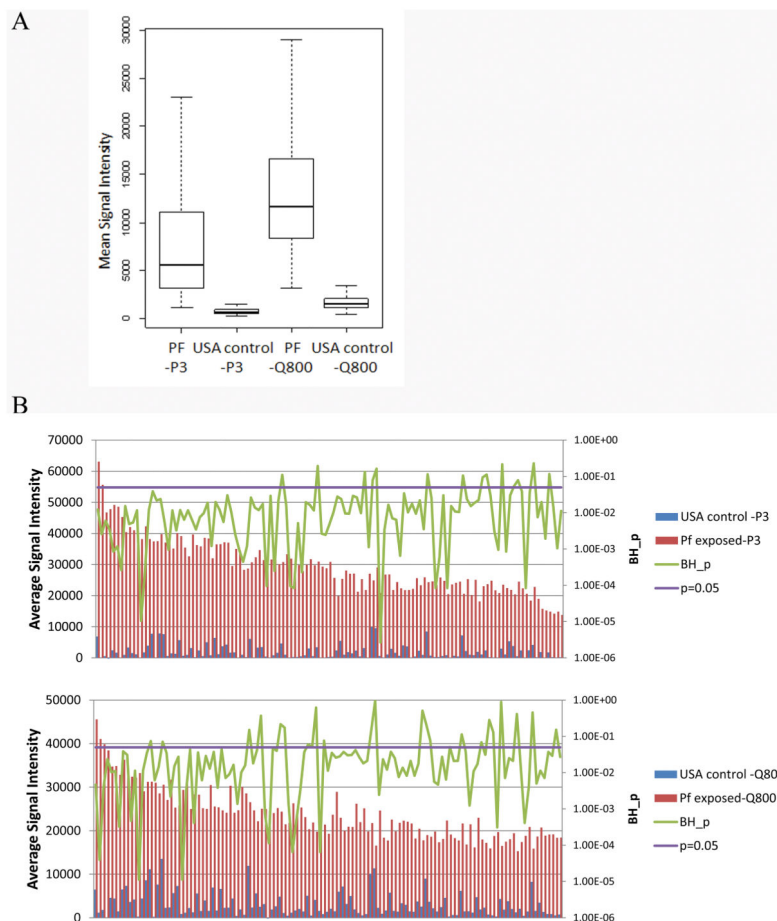 A
Mean Signal Intensity
30000
25000
20000
15000
10000
5000
0
PF -P3
USA control -P3
PF -Q800
USA control -Q800
B
Average Signal Intensity
70000
60000
50000
40000
30000
20000
10000
0
1.00E+00
1.00E-01
1.00E-02
1.00E-03
1.00E-04
1.00E-05
1.00E-06
BH_p
USA control -P3
Pf exposed-P3
BH_p
p=0.05
Average Signal Intensity
50000
40000
30000
20000
10000
0
1.00E+00
1.00E-01
1.00E-02
1.00E-03
1.00E-04
1.00E-05
1.00E-06
BH_p
USA control -Q80
Pf exposed-Q800
BH_p
p=0.05